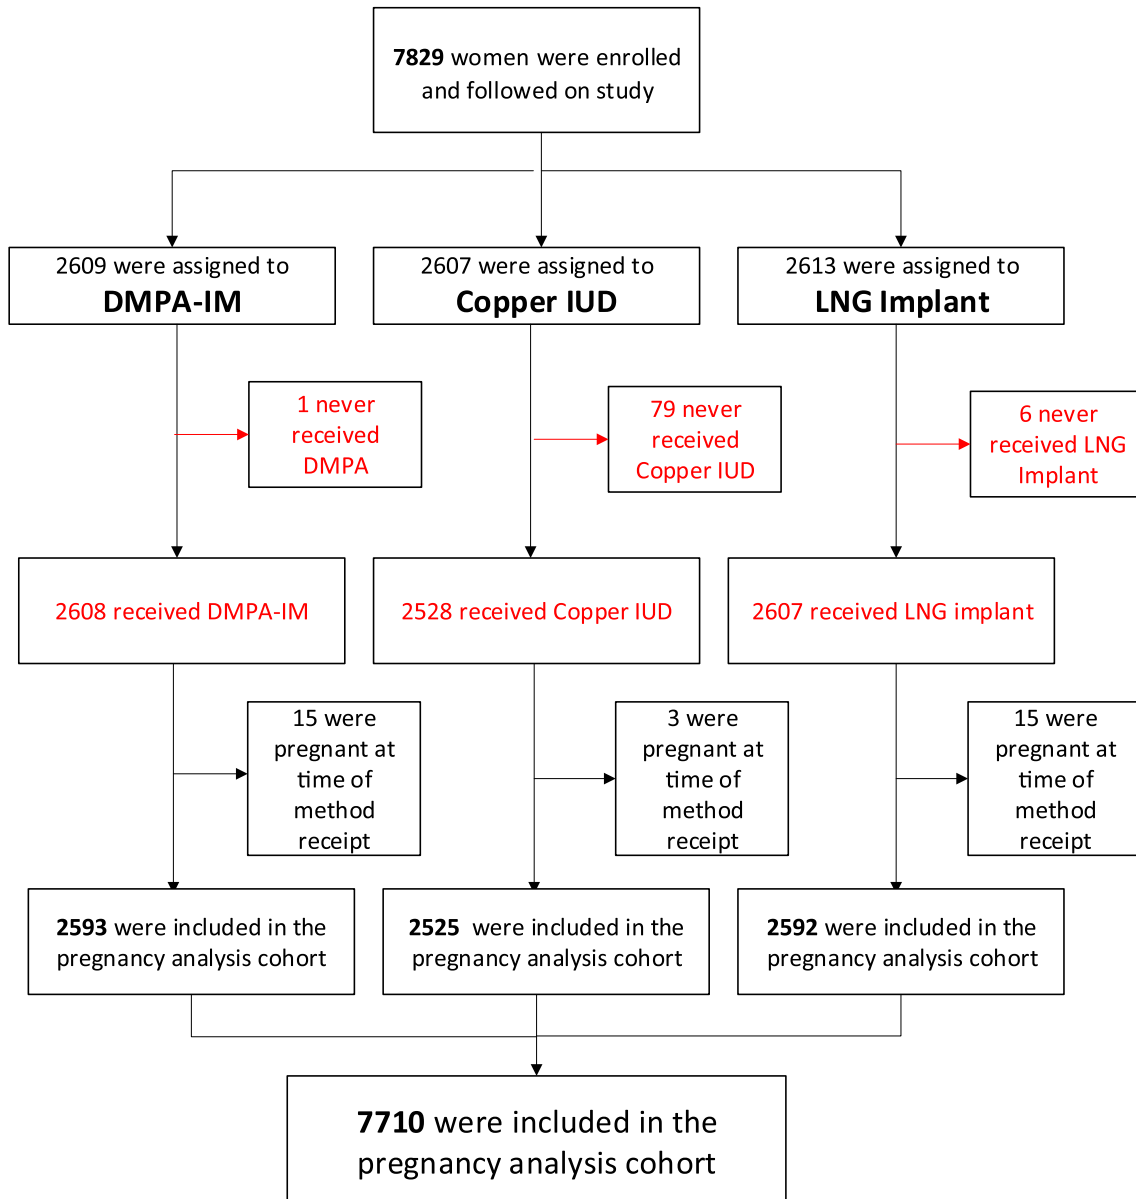 7829 women were enrolled
and followed on study
2609 were assigned to
DMPA-IM
2607 were assigned to
Copper IUD
2613 were assigned to
LNG Implant
1 never
received
DMPA
79 never
received
Copper IUD
6 never
received LNG
Implant
2608 received DMPA-IM
2528 received Copper IUD
2607 received LNG implant
15 were
pregnant at
time of
method
receipt
3 were
pregnant at
time of
method
receipt
15 were
pregnant at
time of
method
receipt
2593 were included in the
pregnancy analysis cohort
2525 were included in the
pregnancy analysis cohort
2592 were included in the
pregnancy analysis cohort
7710 were included in the
pregnancy analysis cohort